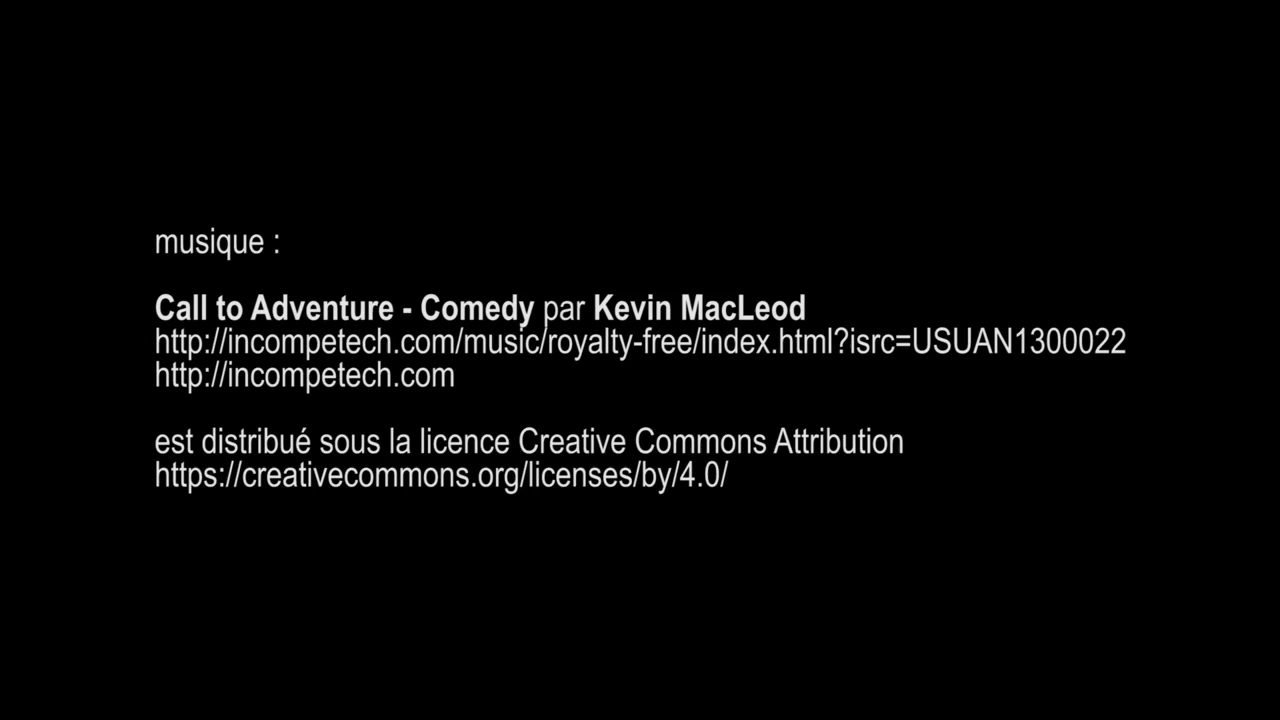 musique :
Call to Adventure - Comedy par Kevin MacLeod
http://incompetech.com/music/royalty-free/index.html?isrc=USUAN1300022
http://incompetech.com
est distribué sous la licence Creative Commons Attribution
https://creativecommons.org/licenses/by/4.0/